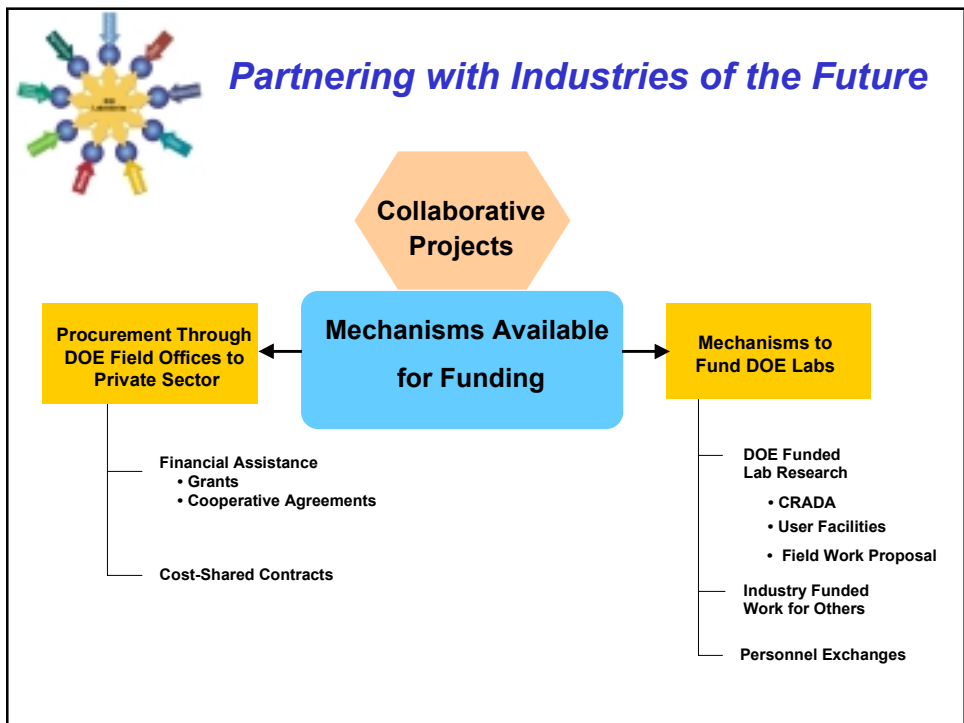 Partnering with Industries of the Future
Collaborative
Projects
Mechanisms Available
for Funding
Procurement Through
DOE Field Offices to
Private Sector
Financial Assistance
• Grants
• Cooperative Agreements
Cost-Shared Contracts
Mechanisms to
Fund DOE Labs
DOE Funded
Lab Research
• CRADA
• User Facilities
• Field Work Proposal
Industry Funded
Work for Others
Personnel Exchanges